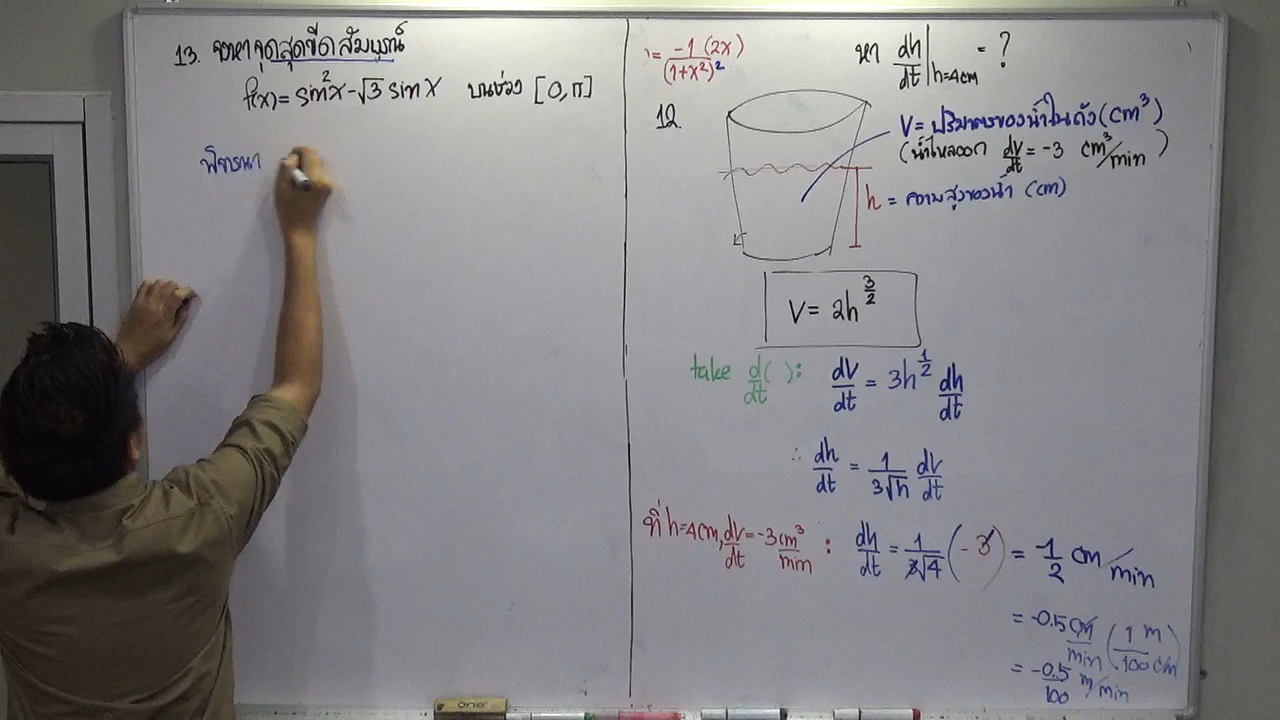 13. จงหาจุดสุดขีดสัมบูรณ์
f(x) = sin²x - √3 sin x บนช่วง [0, π]
พิจารณา
= -1 (2x) / (1+x²)²
หา dh/dt | h=4cm = ?
12.
V = ปริมาตรของน้ำในถัง (cm³)
(น้ำไหลออก dv/dt = -3 cm³/min)
h = ความสูงของน้ำ (cm)
V = 2h^(3/2)
take d( )/dt : dV/dt = 3h^(1/2) dh/dt
∴ dh/dt = 1/(3√h) dv/dt
ที่ h=4cm, dv/dt = -3 cm³/min : dh/dt = 1/(3√4) (-3) = -1/2 cm/min
= -0.5 cm/min (1 m / 100 cm)
= -0.5/100 m/min
one